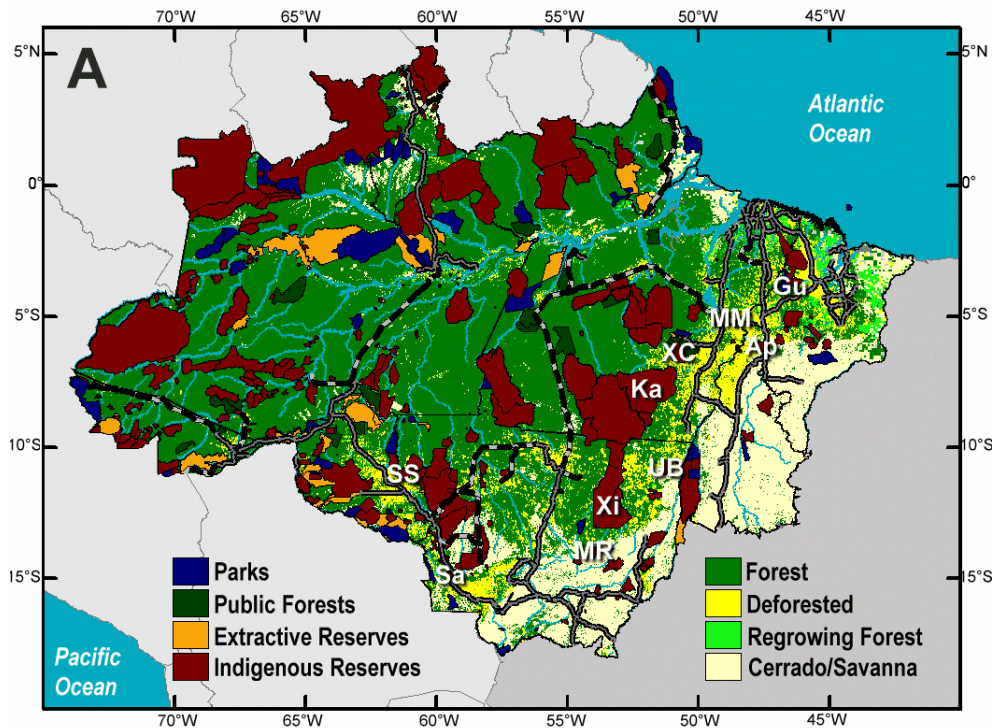 70°W 65°W 60°W 55°W 50°W 45°W
5°N 5°N
A
Atlantic
Ocean
0° 0°
Gu
5°S MM 5°S
XC Ap
Ka
10°S 10°S
SS UB
Xi
MR
Sa
15°S 15°S
Parks
Public Forests
Extractive Reserves
Indigenous Reserves
Forest
Deforested
Regrowing Forest
Cerrado/Savanna
Pacific
Ocean
70°W 65°W 60°W 55°W 50°W 45°W